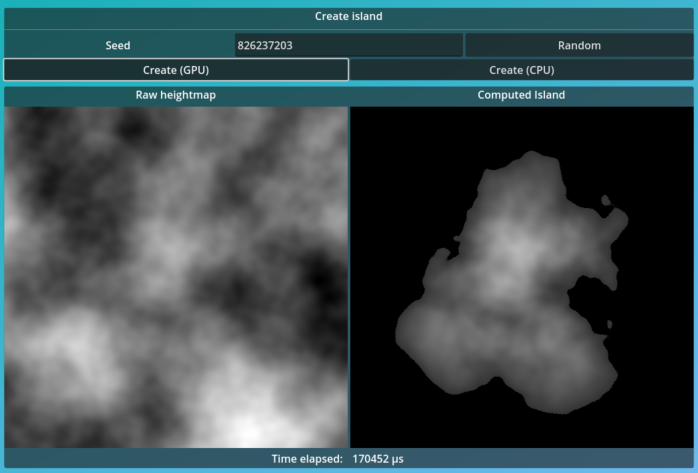 Create island
Seed 826237203 Random
Create (GPU) Create (CPU)
Raw heightmap Computed Island
Time elapsed: 170452 µs